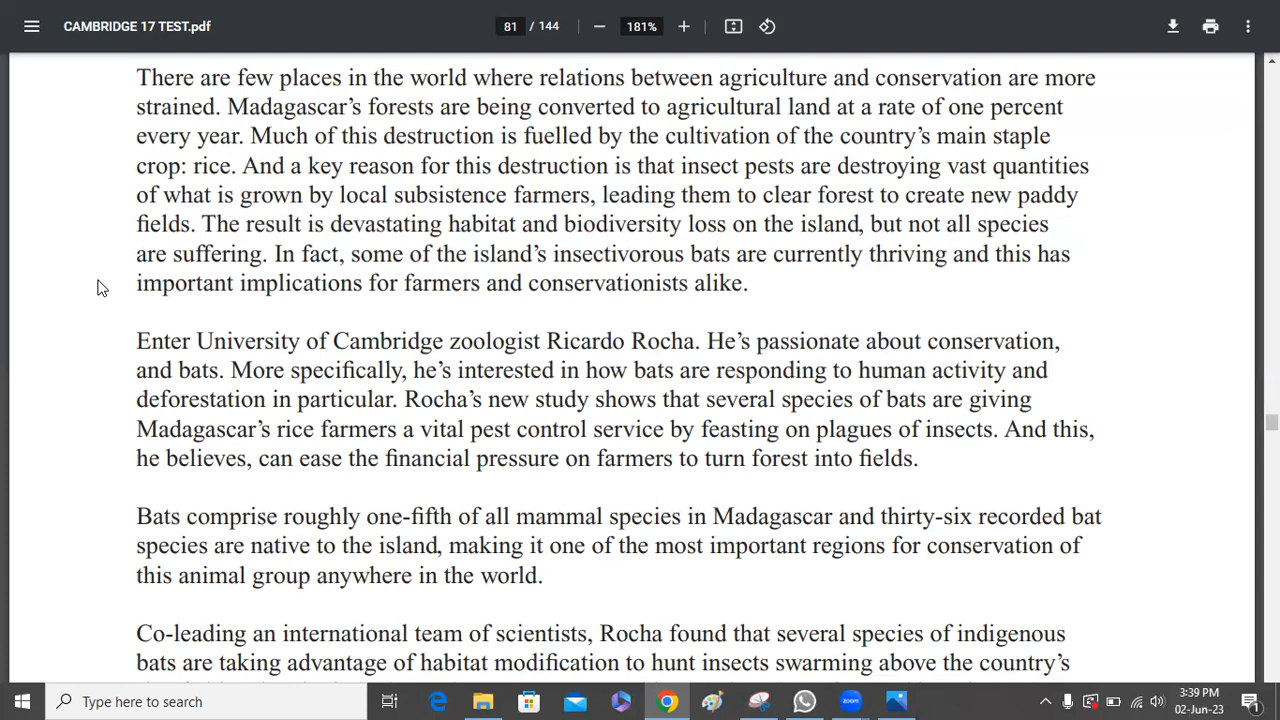 CAMBRIDGE 17 TEST.pdf
81 / 144
181%
There are few places in the world where relations between agriculture and conservation are more
strained. Madagascar's forests are being converted to agricultural land at a rate of one percent
every year. Much of this destruction is fuelled by the cultivation of the country's main staple
crop: rice. And a key reason for this destruction is that insect pests are destroying vast quantities
of what is grown by local subsistence farmers, leading them to clear forest to create new paddy
fields. The result is devastating habitat and biodiversity loss on the island, but not all species
are suffering. In fact, some of the island's insectivorous bats are currently thriving and this has
important implications for farmers and conservationists alike.
Enter University of Cambridge zoologist Ricardo Rocha. He's passionate about conservation,
and bats. More specifically, he's interested in how bats are responding to human activity and
deforestation in particular. Rocha's new study shows that several species of bats are giving
Madagascar's rice farmers a vital pest control service by feasting on plagues of insects. And this,
he believes, can ease the financial pressure on farmers to turn forest into fields.
Bats comprise roughly one-fifth of all mammal species in Madagascar and thirty-six recorded bat
species are native to the island, making it one of the most important regions for conservation of
this animal group anywhere in the world.
Co-leading an international team of scientists, Rocha found that several species of indigenous
bats are taking advantage of habitat modification to hunt insects swarming above the country's
Type here to search
zoom
3:39 PM
02-Jun-23
1